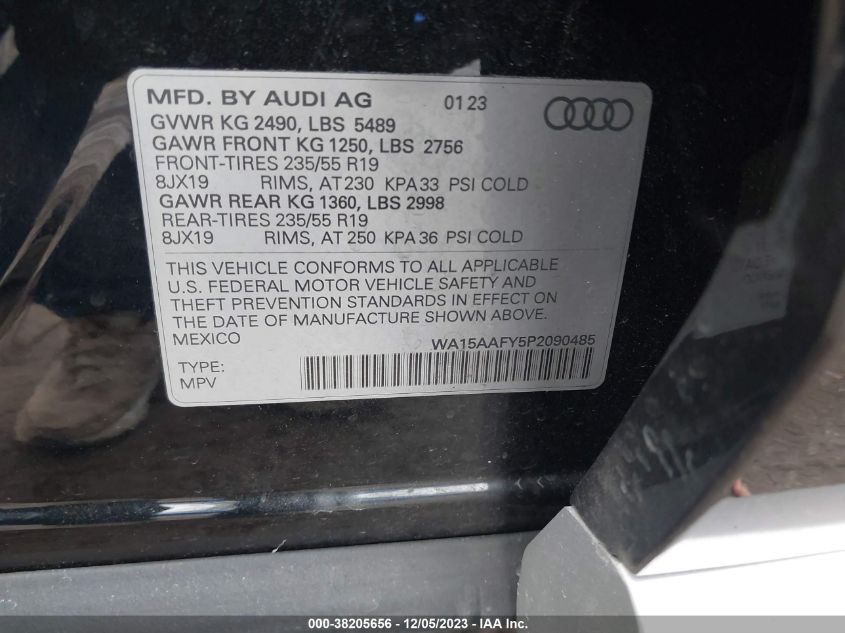 MFD. BY AUDI AG 01 23
GVWR KG 2490, LBS 5489
GAWR FRONT KG 1250, LBS 2756
FRONT-TIRES 235/55 R19
8JX19 RIMS, AT 230 KPA 33 PSI COLD
GAWR REAR KG 1360, LBS 2998
REAR-TIRES 235/55 R19
8JX19 RIMS, AT 250 KPA 36 PSI COLD
THIS VEHICLE CONFORMS TO ALL APPLICABLE
U.S. FEDERAL MOTOR VEHICLE SAFETY AND
THEFT PREVENTION STANDARDS IN EFFECT ON
THE DATE OF MANUFACTURE SHOWN ABOVE.
MEXICO WA15AAFY5P2090485
TYPE:
MPV
000-38205656 - 12/05/2023 - IAA Inc.